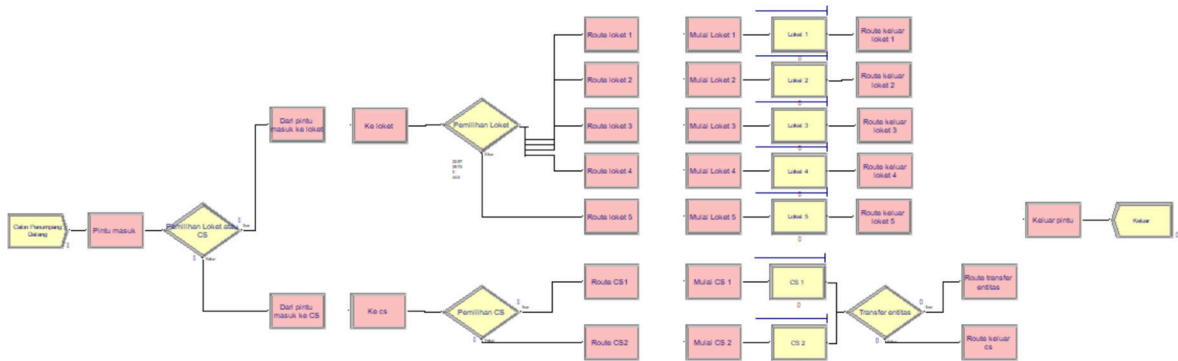 Route loket 1
Mulai Loket 1
Loket 1
Route keluar
loket 1
Route loket 2
Mulai Loket 2
Loket 2
Route keluar
loket 2
Dari pintu
masuk ke loket
Ke loket
Pemilihan Loket
Route loket 3
Mulai Loket 3
Loket 3
Route keluar
loket 3
Route loket 4
Mulai Loket 4
Loket 4
Route keluar
loket 4
Calon Penumpang
Datang
Pintu masuk
Pemilihan Loket atau
CS
True
False
Route loket 5
Mulai Loket 5
Loket 5
Route keluar
loket 5
Keluar pintu
Keluar
Dari pintu
masuk ke CS
Ke cs
Pemilihan CS
True
False
Route CS1
Mulai CS 1
CS 1
Route CS2
Mulai CS 2
CS 2
Transfer entitas
True
False
Route transfer
entitas
Route keluar
cs